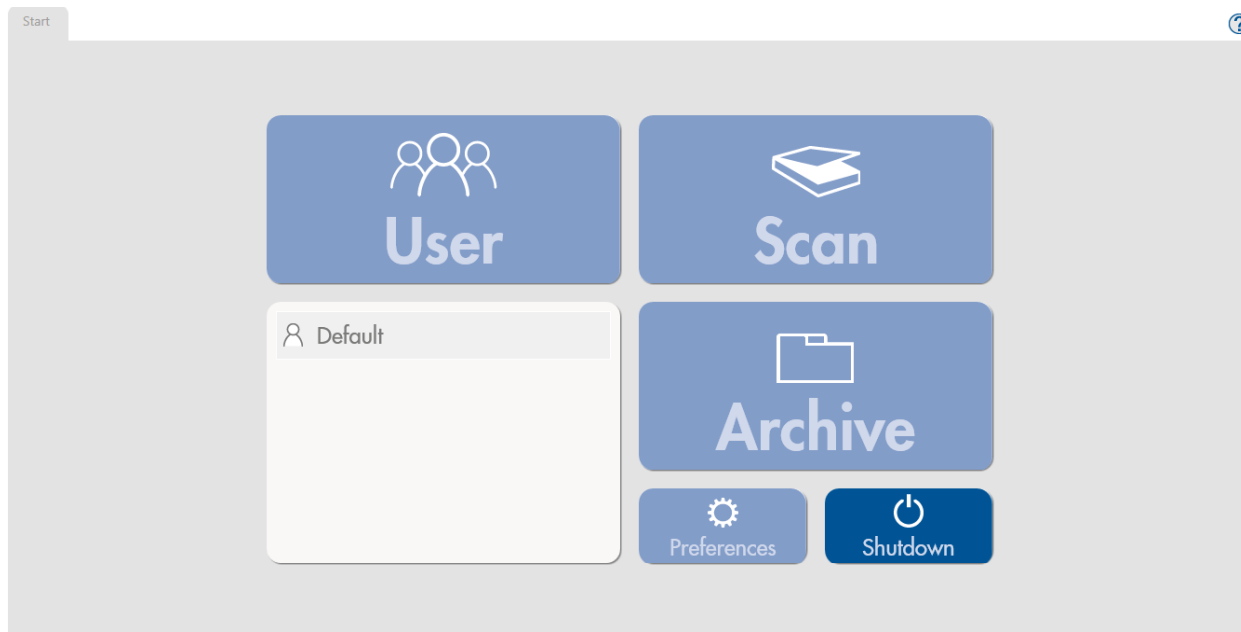 Start
?
User
Scan
Default
Archive
Preferences
Shutdown